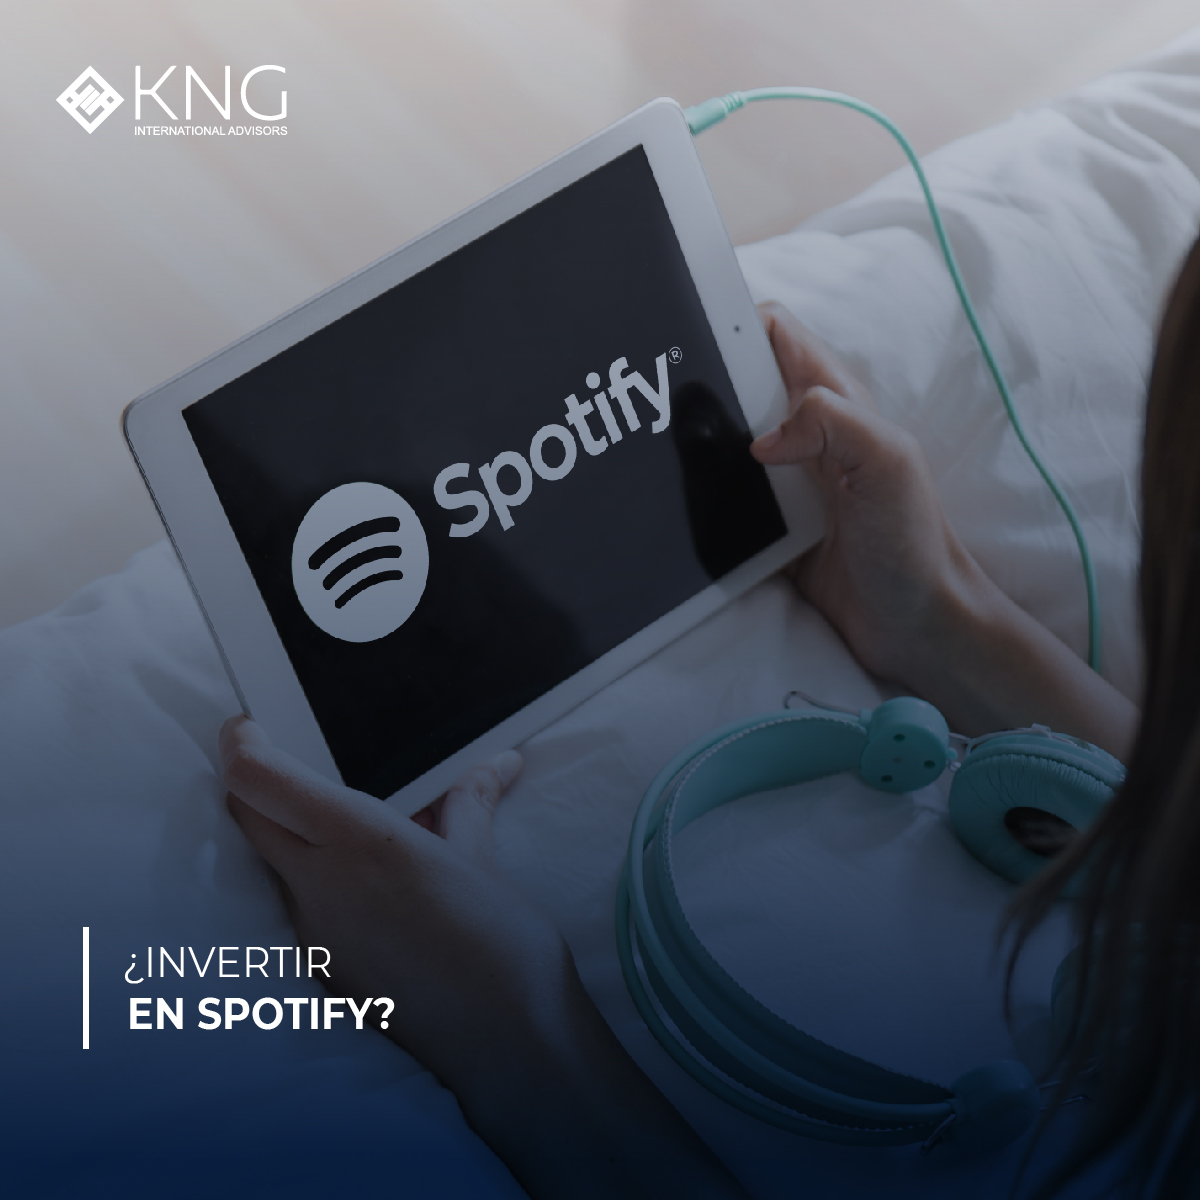 KNG
INTERNATIONAL ADVISORS
Spotify®
¿INVERTIR
EN SPOTIFY?